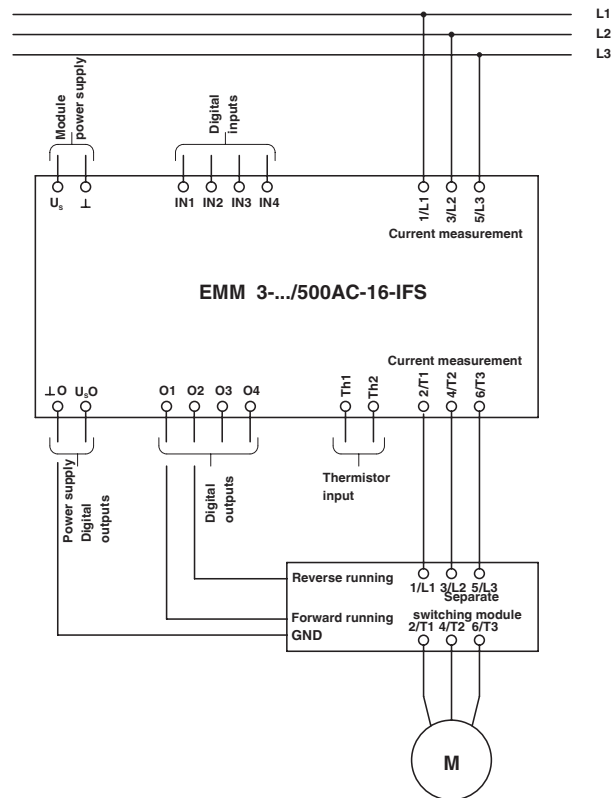 L1
L2
L3
Module
power supply
Digital
inputs
Us ⊥ IN1 IN2 IN3 IN4 1/L1 3/L2 5/L3
Current measurement
EMM 3-.../500AC-16-IFS
Current measurement
⊥O UsO O1 O2 O3 O4 Th1 Th2 2/T1 4/T2 6/T3
Power supply
Digital
outputs
Digital
outputs
Thermistor
input
Reverse running
1/L1 3/L2 5/L3
Separate
Forward running
switching module
GND
2/T1 4/T2 6/T3
M